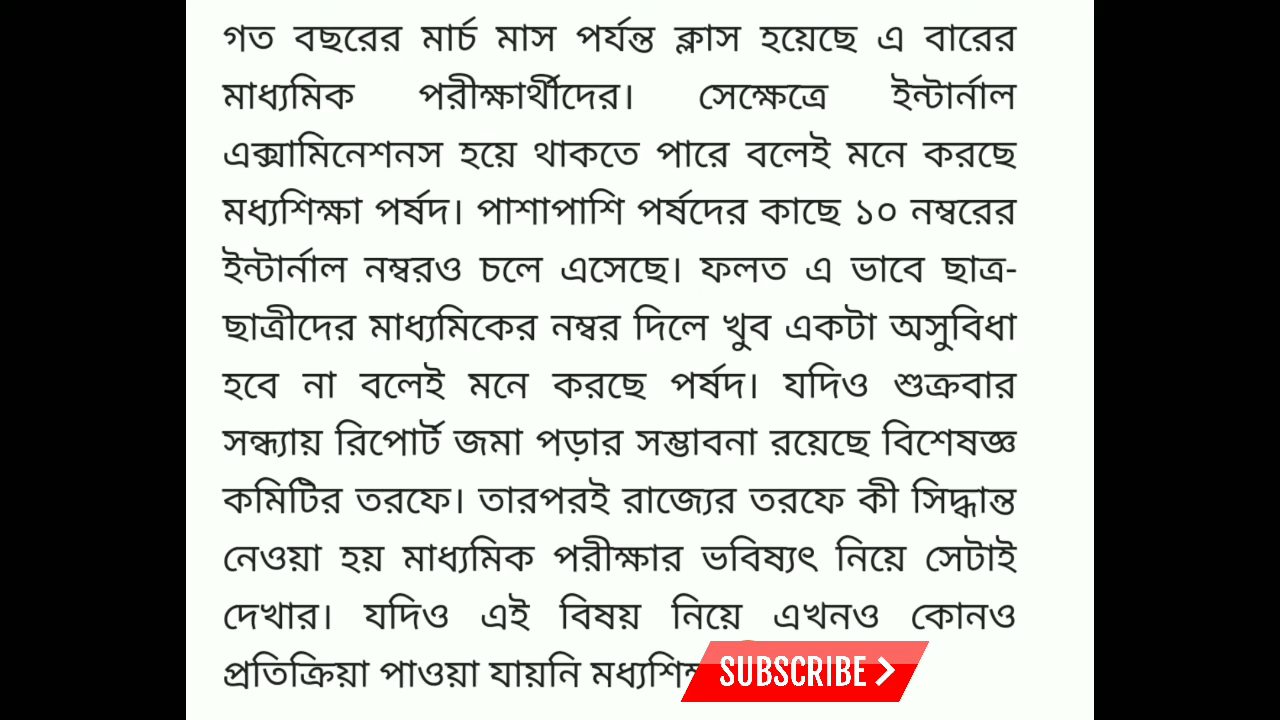 গত বছরের মার্চ মাস পর্যন্ত ক্লাস হয়েছে এ বারের
মাধ্যমিক পরীক্ষার্থীদের। সেক্ষেত্রে ইন্টার্নাল
এক্সামিনেশনস হয়ে থাকতে পারে বলেই মনে করছে
মধ্যশিক্ষা পর্ষদ। পাশাপাশি পর্ষদের কাছে ১০ নম্বরের
ইন্টার্নাল নম্বরও চলে এসেছে। ফলত এ ভাবে ছাত্র-
ছাত্রীদের মাধ্যমিকের নম্বর দিলে খুব একটা অসুবিধা
হবে না বলেই মনে করছে পর্ষদ। যদিও শুক্রবার
সন্ধ্যায় রিপোর্ট জমা পড়ার সম্ভাবনা রয়েছে বিশেষজ্ঞ
কমিটির তরফে। তারপরই রাজ্যের তরফে কী সিদ্ধান্ত
নেওয়া হয় মাধ্যমিক পরীক্ষার ভবিষ্যৎ নিয়ে সেটাই
দেখার। যদিও এই বিষয় নিয়ে এখনও কোনও
প্রতিক্রিয়া পাওয়া যায়নি
SUBSCRIBE